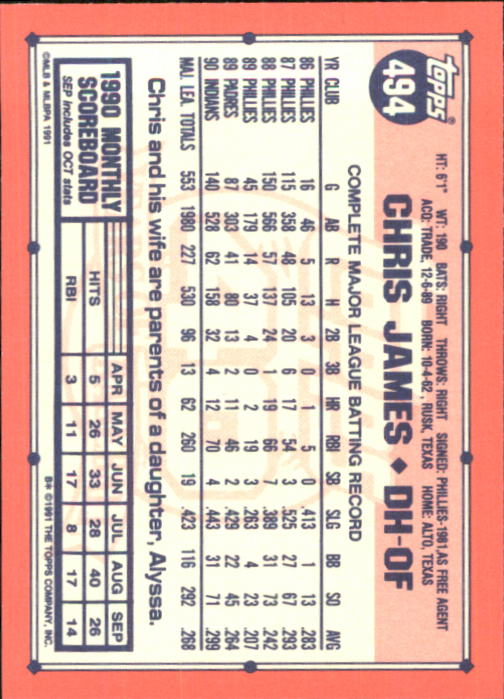 Topps®
494
HT: 6'1" WT: 190 BATS: RIGHT THROWS: RIGHT SIGNED: PHILLIES-1981, AS FREE AGENT
ACQ: TRADE, 12-6-89 BORN: 10-4-62, RUSK, TEXAS HOME: ALTO, TEXAS
CHRIS JAMES ♦ DH-OF
COMPLETE MAJOR LEAGUE BATTING RECORD
YR CLUB G AB R H 2B 3B HR RBI SB SLG BB SO AVG
86 PHILLIES 16 46 5 13 3 0 1 5 0 .413 1 13 .283
87 PHILLIES 115 358 48 105 20 6 17 54 3 .525 27 67 .293
88 PHILLIES 150 566 57 137 24 1 19 66 7 .389 31 73 .242
89 PHILLIES 45 179 14 37 4 0 2 19 3 .263 4 23 .207
89 PADRES 87 303 41 80 13 2 11 46 2 .429 22 45 .264
90 INDIANS 140 528 62 158 32 4 12 70 4 .443 31 71 .299
MAJ. LEA. TOTALS 553 1980 227 530 96 13 62 260 19 .423 116 292 .268
Chris and his wife are parents of a daughter, Alyssa.
1990 MONTHLY
SCOREBOARD
SEP includes OCT stats
APR MAY JUN JUL AUG SEP
HITS 5 26 33 28 40 26
RBI 3 11 17 8 17 14
©MLB & MLBPA 1991
B* ©1991 THE TOPPS COMPANY, INC.